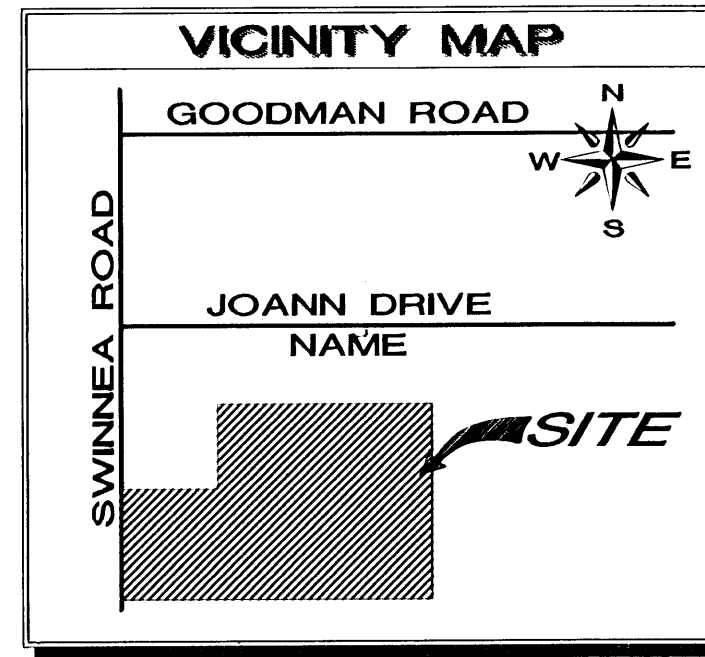 VICINITY MAP
GOODMAN ROAD
N
W
E
S
SWINNEA ROAD
JOANN DRIVE
NAME
SITE